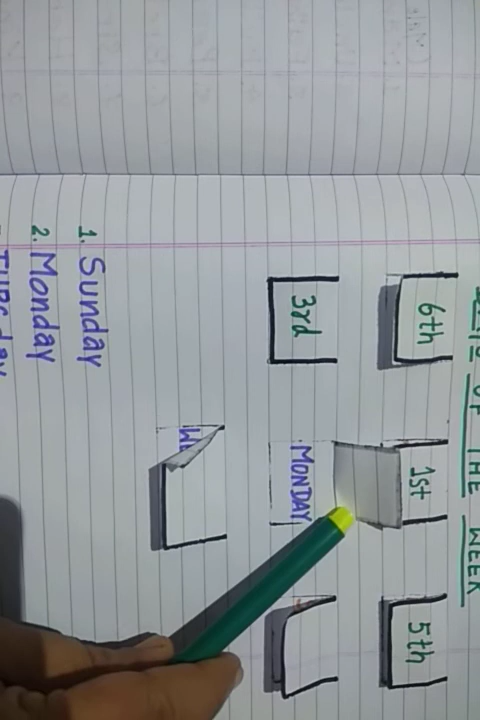 OF THE WEEK
6th
1st
5th
3rd
MONDAY
1. Sunday
2. Monday